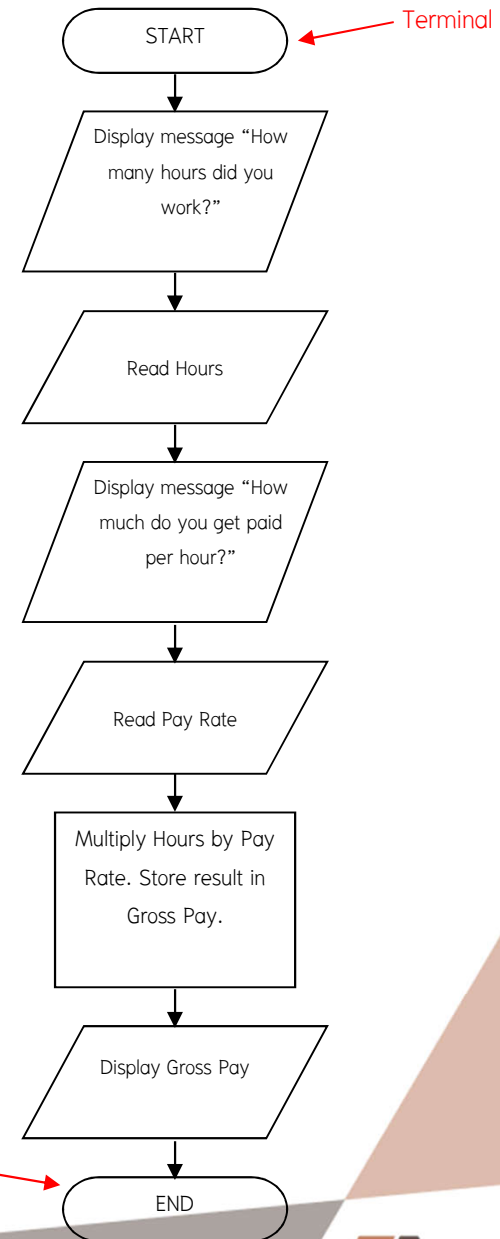 START
Terminal
Display message “How
many hours did you
work?”
Read Hours
Display message “How
much do you get paid
per hour?”
Read Pay Rate
Multiply Hours by Pay
Rate. Store result in
Gross Pay.
Display Gross Pay
END